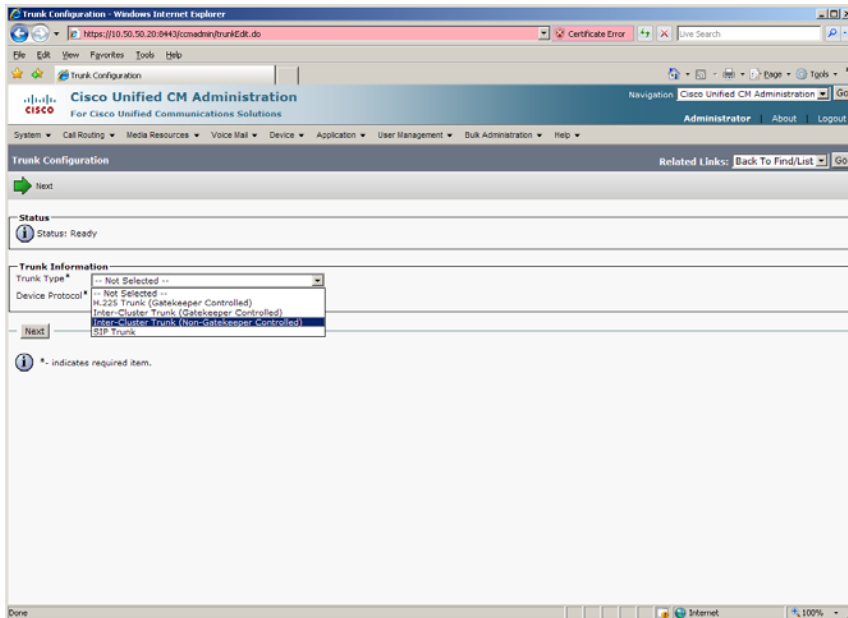 Trunk Configuration - Windows Internet Explorer
https://10.50.50.20:8443/ccmadmin/trunkEdit.do
Certificate Error
Live Search
File Edit View Favorites Tools Help
Trunk Configuration
Page Tools
cisco
Cisco Unified CM Administration
For Cisco Unified Communications Solutions
Navigation Cisco Unified CM Administration Go
Administrator About Logout
System Call Routing Media Resources Voice Mail Device Application User Management Bulk Administration Help
Trunk Configuration
Related Links: Back To Find/List Go
Next
Status
Status: Ready
Trunk Information
Trunk Type* -- Not Selected --
Device Protocol* -- Not Selected --
H.225 Trunk (Gatekeeper Controlled)
Inter-Cluster Trunk (Gatekeeper Controlled)
Inter-Cluster Trunk (Non-Gatekeeper Controlled)
SIP Trunk
Next
*- indicates required item.
Done
Internet
100%